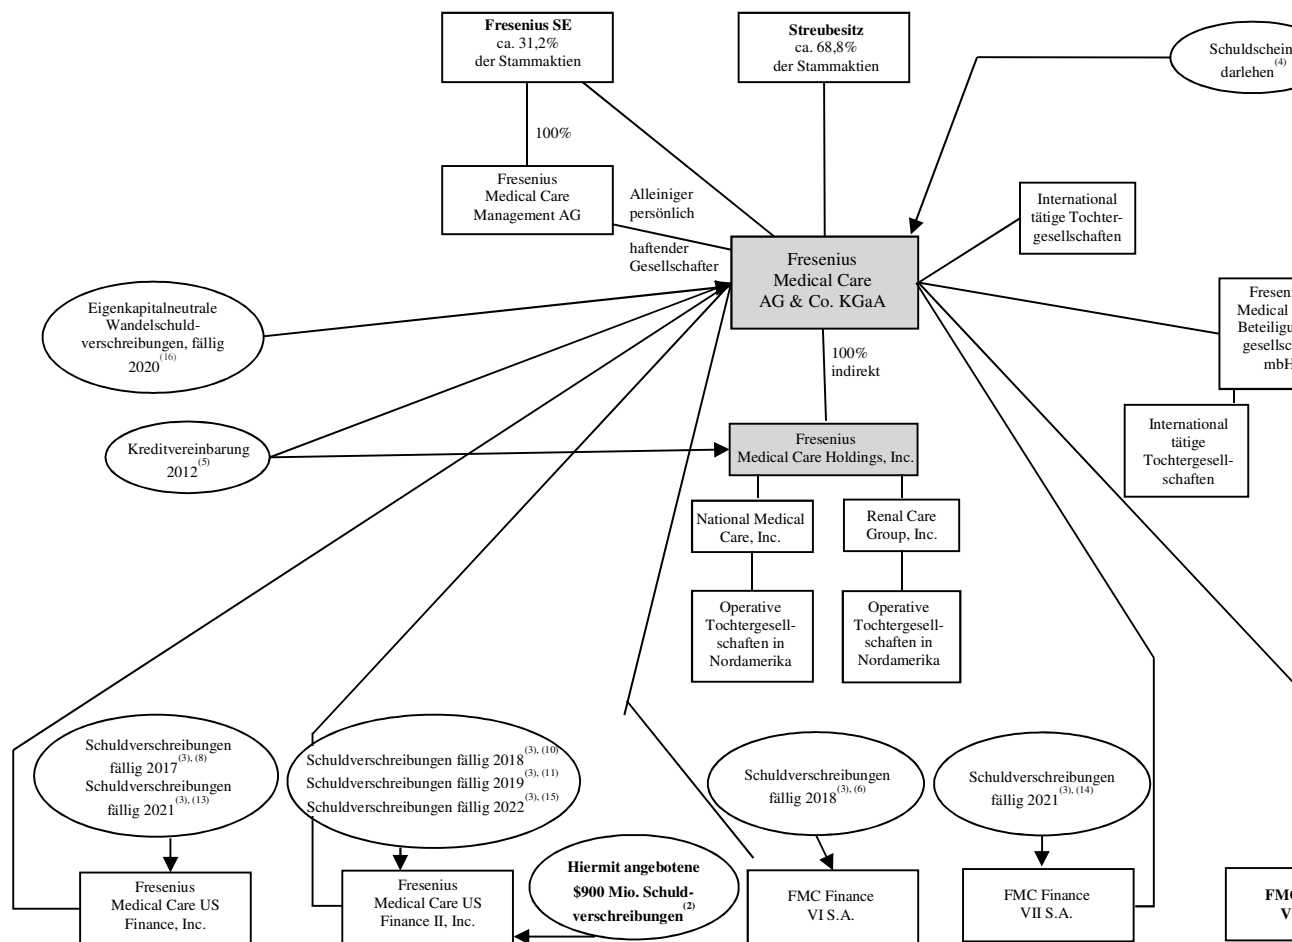 Fresenius SE
ca. 31,2%
der Stammaktien
Streubesitz
ca. 68,8%
der Stammaktien
Schuldschein
darlehen(4)
100%
Fresenius
Medical Care
Management AG
Alleiniger
persönlich
haftender
Gesellschafter
International
tätige Tochter-
gesellschaften
Fresenius
Medical Care
AG & Co. KGaA
Eigenkapitalneutrale
Wandelschuld-
verschreibungen, fällig
2020(16)
Medical
mbH
100%
indirekt
International
tätige
Tochtergesell-
schaften
Kreditvereinbarung
2012(5)
Fresenius
Medical Care Holdings, Inc.
National Medical
Care, Inc.
Renal Care
Group, Inc.
Operative
Tochtergesell-
schaften in
Nordamerika
Operative
Tochtergesell-
schaften in
Nordamerika
Schuldverschreibungen
fällig 2017(3), (8)
Schuldverschreibungen
fällig 2021(3), (13)
Schuldverschreibungen fällig 2018(3), (10)
Schuldverschreibungen fällig 2019(3), (11)
Schuldverschreibungen fällig 2022(3), (15)
Schuldverschreibungen
fällig 2018(3), (6)
Schuldverschreibungen
fällig 2021(3), (14)
Hiermit angebotene
$900 Mio. Schuld-
verschreibungen(2)
Fresenius
Medical Care US
Finance, Inc.
Fresenius
Medical Care US
Finance II, Inc.
FMC Finance
VI S.A.
FMC Finance
VII S.A.